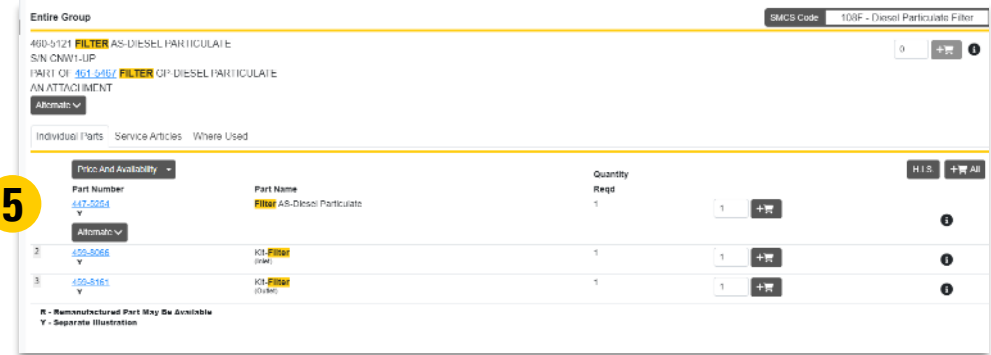 Entire Group
SMCS Code 108F - Diesel Particulate Filter
460-5121 FILTER AS-DIESEL PARTICULATE
0
S/N CNW1-UP
PART OF 461-5467 FILTER GP-DIESEL PARTICULATE
AN ATTACHMENT
Alternate
Individual Parts Service Articles Where Used
Price And Availability
H.I.S. + All
Quantity
Part Number Part Name Reqd
5
447-5254 Filter AS-Diesel Particulate 1 1
Y
Alternate
2 459-8066 Kit-Filter 1 1
Y (Inlet)
3 459-8161 Kit-Filter 1 1
Y (Outlet)
R - Remanufactured Part May Be Available
Y - Separate Illustration